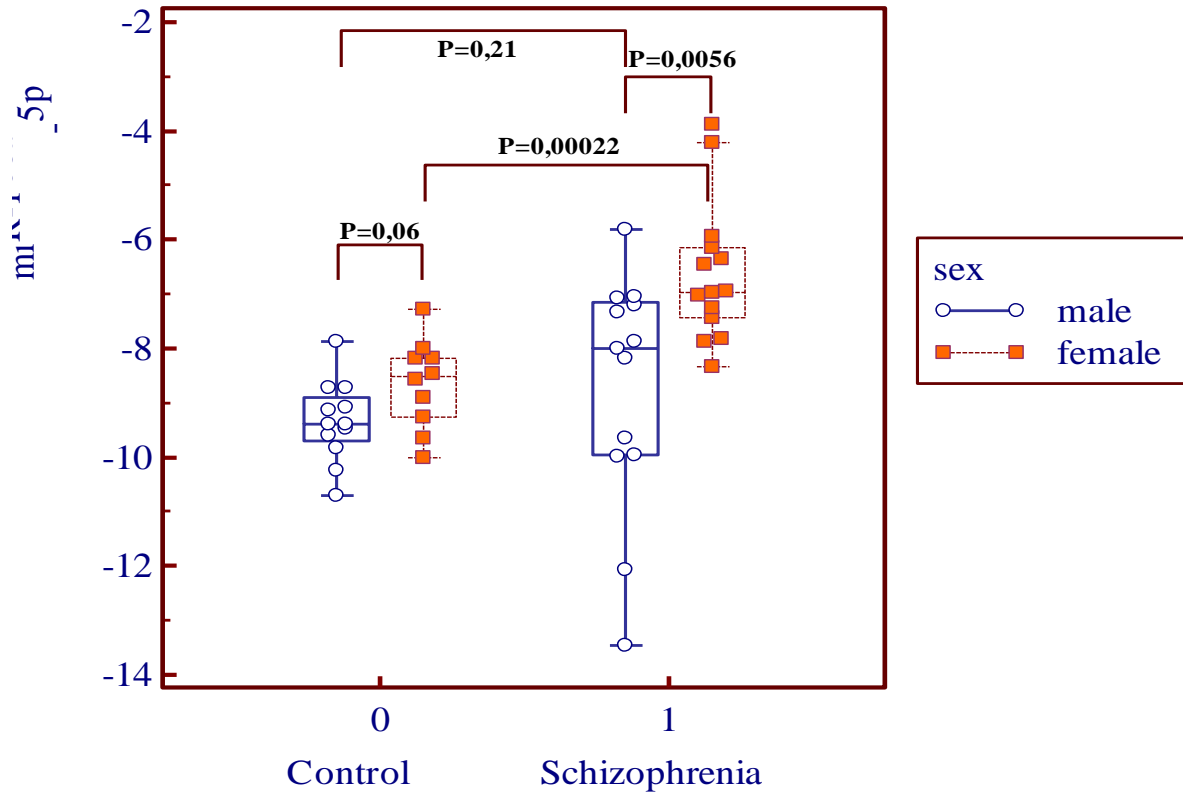 -2
-4
-6
-8
-10
-12
-14
5p
P=0,21
P=0,0056
P=0,00022
P=0,06
sex
male
female
0 1
Control Schizophrenia